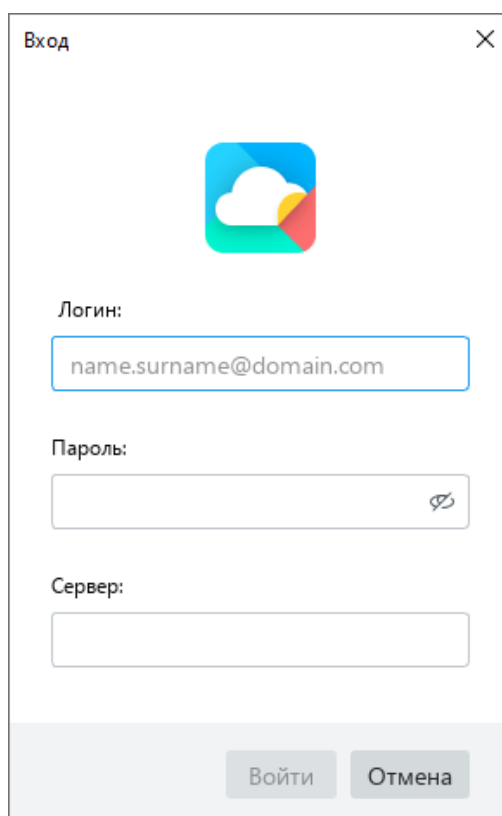 Вход
Логин:
name.surname@domain.com
Пароль:
Сервер:
Войти Отмена